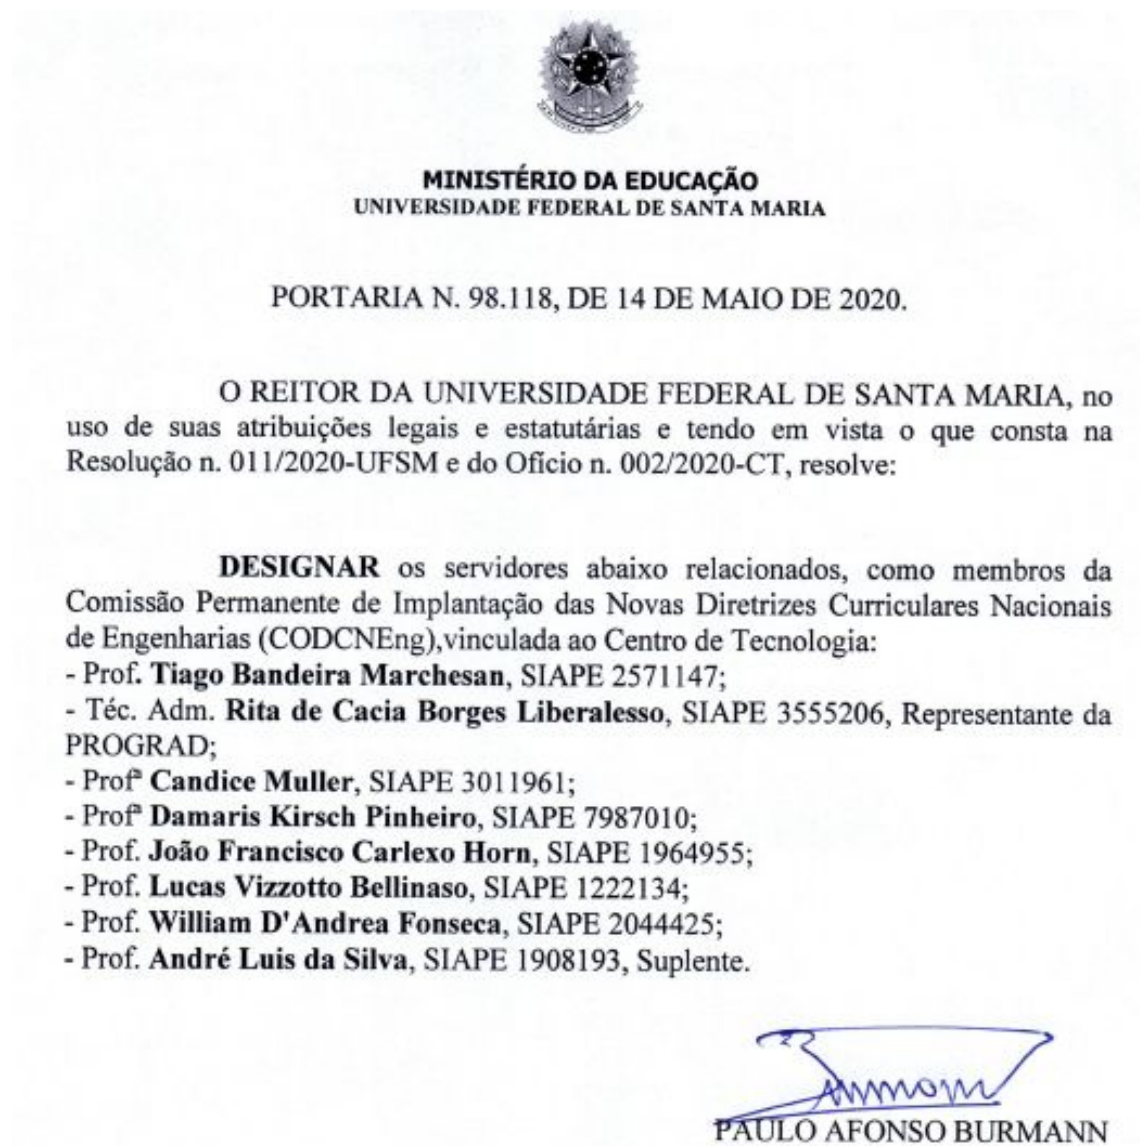 MINISTÉRIO DA EDUCAÇÃO
UNIVERSIDADE FEDERAL DE SANTA MARIA
PORTARIA N. 98.118, DE 14 DE MAIO DE 2020.
O REITOR DA UNIVERSIDADE FEDERAL DE SANTA MARIA, no
uso de suas atribuições legais e estatutárias e tendo em vista o que consta na
Resolução n. 011/2020-UFSM e do Ofício n. 002/2020-CT, resolve:
DESIGNAR os servidores abaixo relacionados, como membros da
Comissão Permanente de Implantação das Novas Diretrizes Curriculares Nacionais
de Engenharias (CODCNEng),vinculada ao Centro de Tecnologia:
- Prof. Tiago Bandeira Marchesan, SIAPE 2571147;
- Téc. Adm. Rita de Cacia Borges Liberalesso, SIAPE 3555206, Representante da
PROGRAD;
- Profª Candice Muller, SIAPE 3011961;
- Profª Damaris Kirsch Pinheiro, SIAPE 7987010;
- Prof. João Francisco Carlexo Horn, SIAPE 1964955;
- Prof. Lucas Vizzotto Bellinaso, SIAPE 1222134;
- Prof. William D'Andrea Fonseca, SIAPE 2044425;
- Prof. André Luis da Silva, SIAPE 1908193, Suplente.
PAULO AFONSO BURMANN